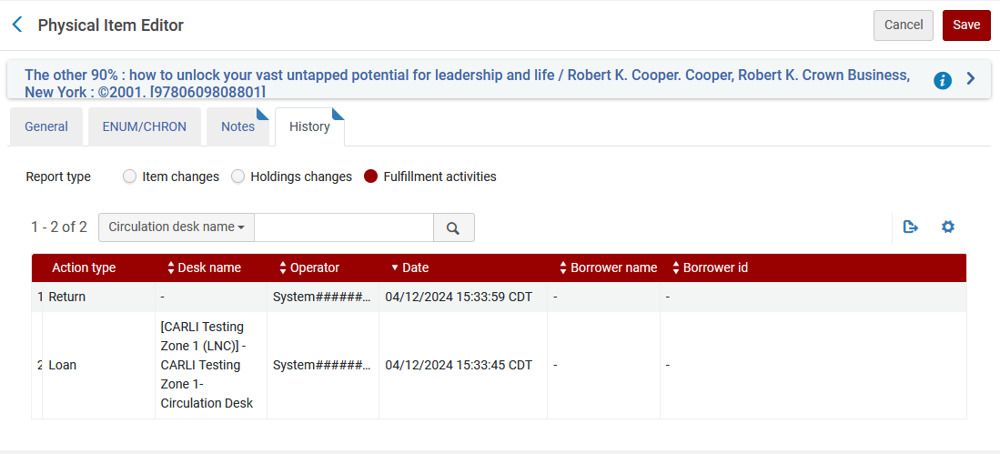 Physical Item Editor
Cancel
Save
The other 90% : how to unlock your vast untapped potential for leadership and life / Robert K. Cooper. Cooper, Robert K. Crown Business,
New York : ©2001. [9780609808801]
General
ENUM/CHRON
Notes
History
Report type
Item changes
Holdings changes
Fulfillment activities
1 - 2 of 2
Circulation desk name
Action type Desk name Operator Date Borrower name Borrower id
1 Return - System######... 04/12/2024 15:33:59 CDT - -
[CARLI Testing
Zone 1 (LNC)] -
2 Loan CARLI Testing System######... 04/12/2024 15:33:45 CDT - -
Zone 1-
Circulation Desk